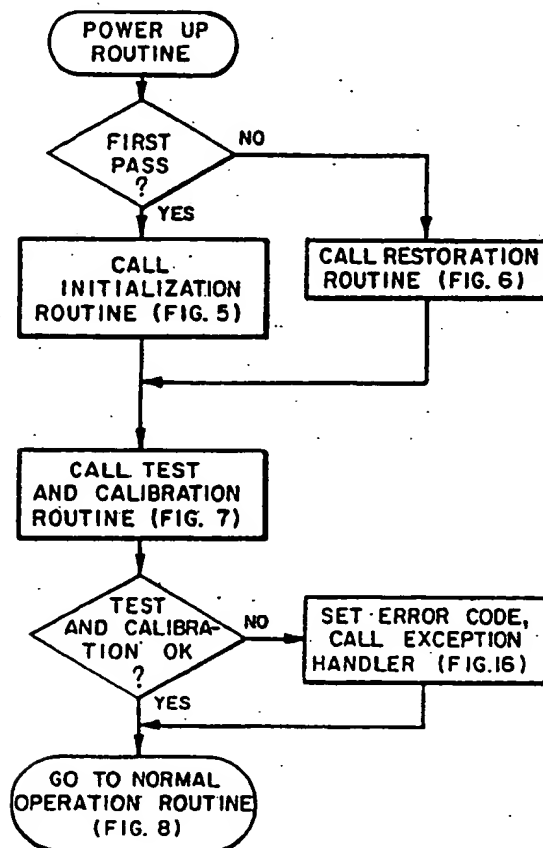 POWER UP
ROUTINE
FIRST
PASS
?
NO
YES
CALL
INITIALIZATION
ROUTINE (FIG. 5)
CALL RESTORATION
ROUTINE (FIG. 6)
CALL TEST
AND CALIBRATION
ROUTINE (FIG. 7)
TEST
AND CALIBRA-
TION OK
?
NO
YES
SET ERROR CODE,
CALL EXCEPTION
HANDLER (FIG.16)
GO TO NORMAL
OPERATION ROUTINE
(FIG. 8)